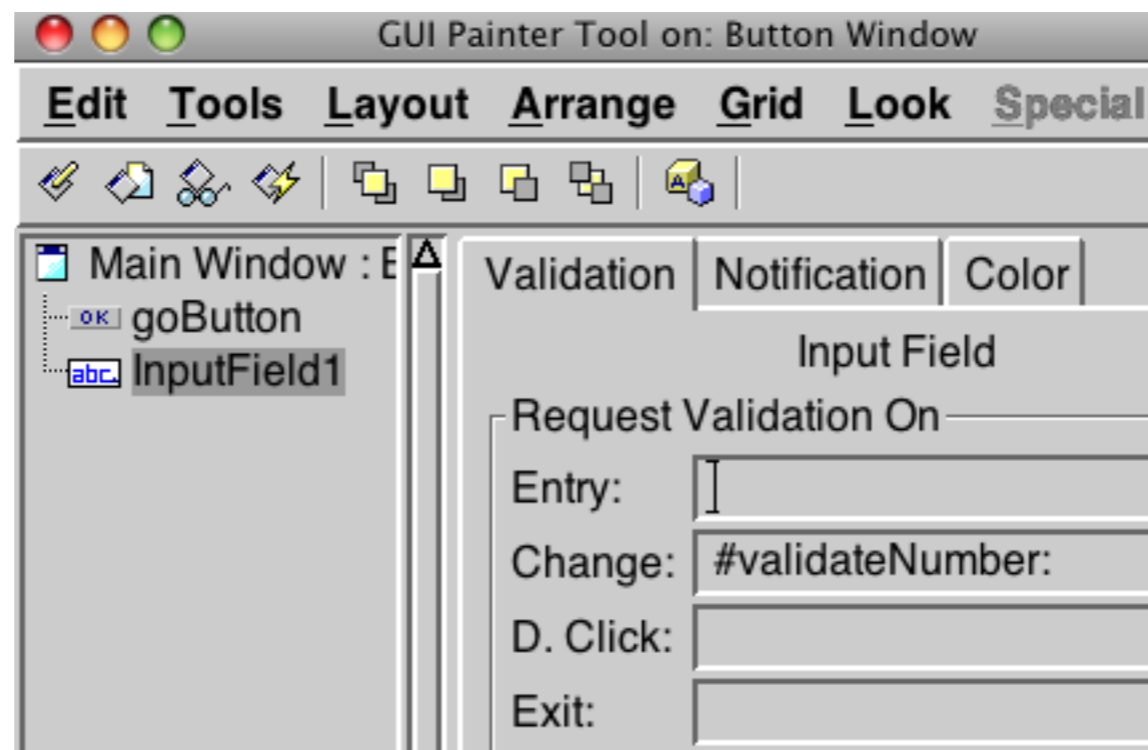 GUI Painter Tool on: Button Window
Edit Tools Layout Arrange Grid Look Special
A
Main Window : E
OK goButton
abc InputField1
Validation Notification Color
Input Field
Request Validation On
Entry:
Change: #validateNumber:
D. Click:
Exit: